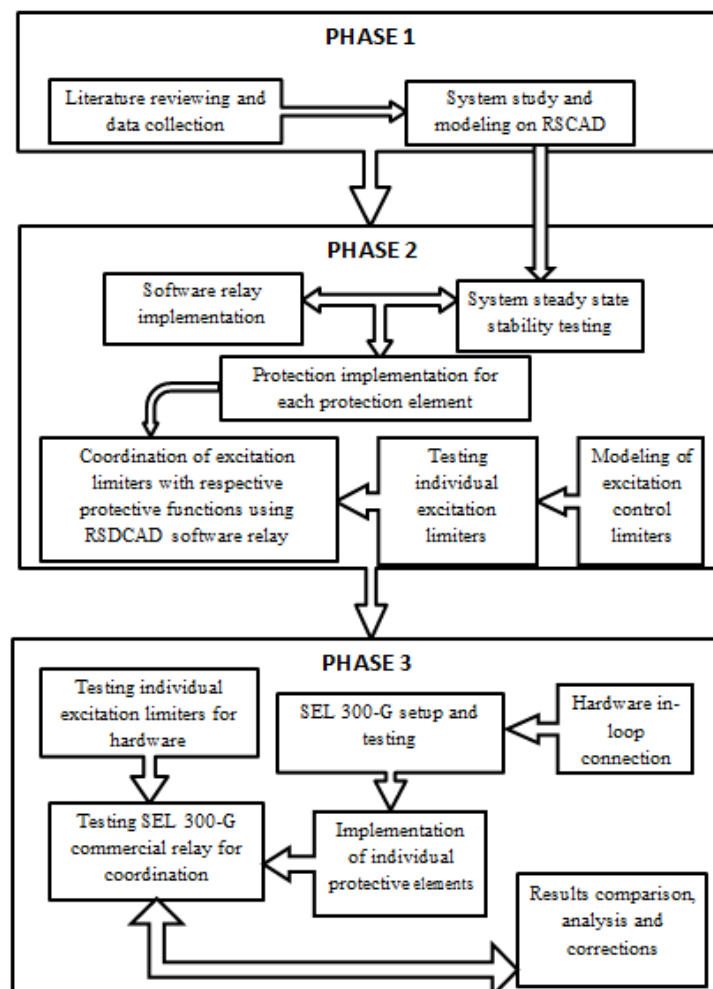 PHASE 1
Literature reviewing and
data collection
System study and
modeling on RSCAD
PHASE 2
Software relay
implementation
System steady state
stability testing
Protection implementation for
each protection element
Coordination of excitation
limiters with respective
protective functions using
RSDCAD software relay
Testing
individual
excitation
limiters
Modeling of
excitation
control
limiters
PHASE 3
Testing individual
excitation limiters for
hardware
SEL 300-G setup and
testing
Hardware in-
loop
connection
Testing SEL 300-G
commercial relay for
coordination
Implementation
of individual
protective elements
Results comparison,
analysis and
corrections